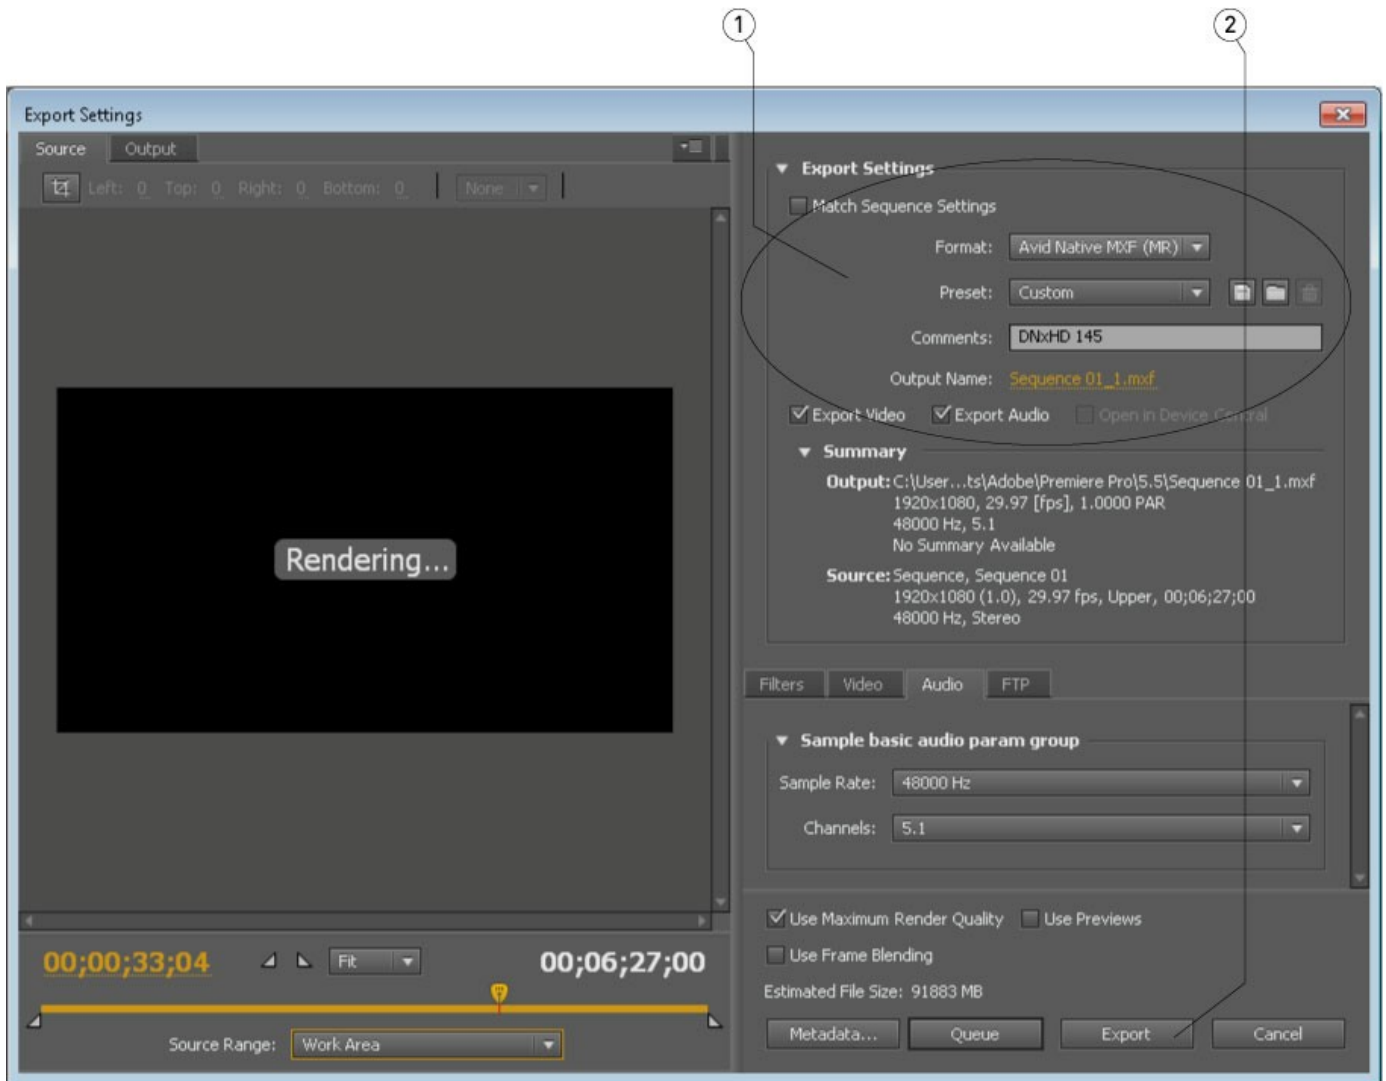 1 2
Export Settings
Source Output
Left: 0 Top: 0 Right: 0 Bottom: 0 None
Rendering...
00;00;33;04 Fit 00;06;27;00
Source Range: Work Area
Export Settings
Match Sequence Settings
Format: Avid Native MXF (MR)
Preset: Custom
Comments: DNxHD 145
Output Name: Sequence 01_1.mxf
Export Video Export Audio Open in Device Central
Summary
Output: C:\User...ts\Adobe\Premiere Pro\5.5\Sequence 01_1.mxf
1920x1080, 29.97 [fps], 1.0000 PAR
48000 Hz, 5.1
No Summary Available
Source: Sequence, Sequence 01
1920x1080 (1.0), 29.97 fps, Upper, 00;06;27;00
48000 Hz, Stereo
Filters Video Audio FTP
Sample basic audio param group
Sample Rate: 48000 Hz
Channels: 5.1
Use Maximum Render Quality Use Previews
Use Frame Blending
Estimated File Size: 91883 MB
Metadata... Queue Export Cancel